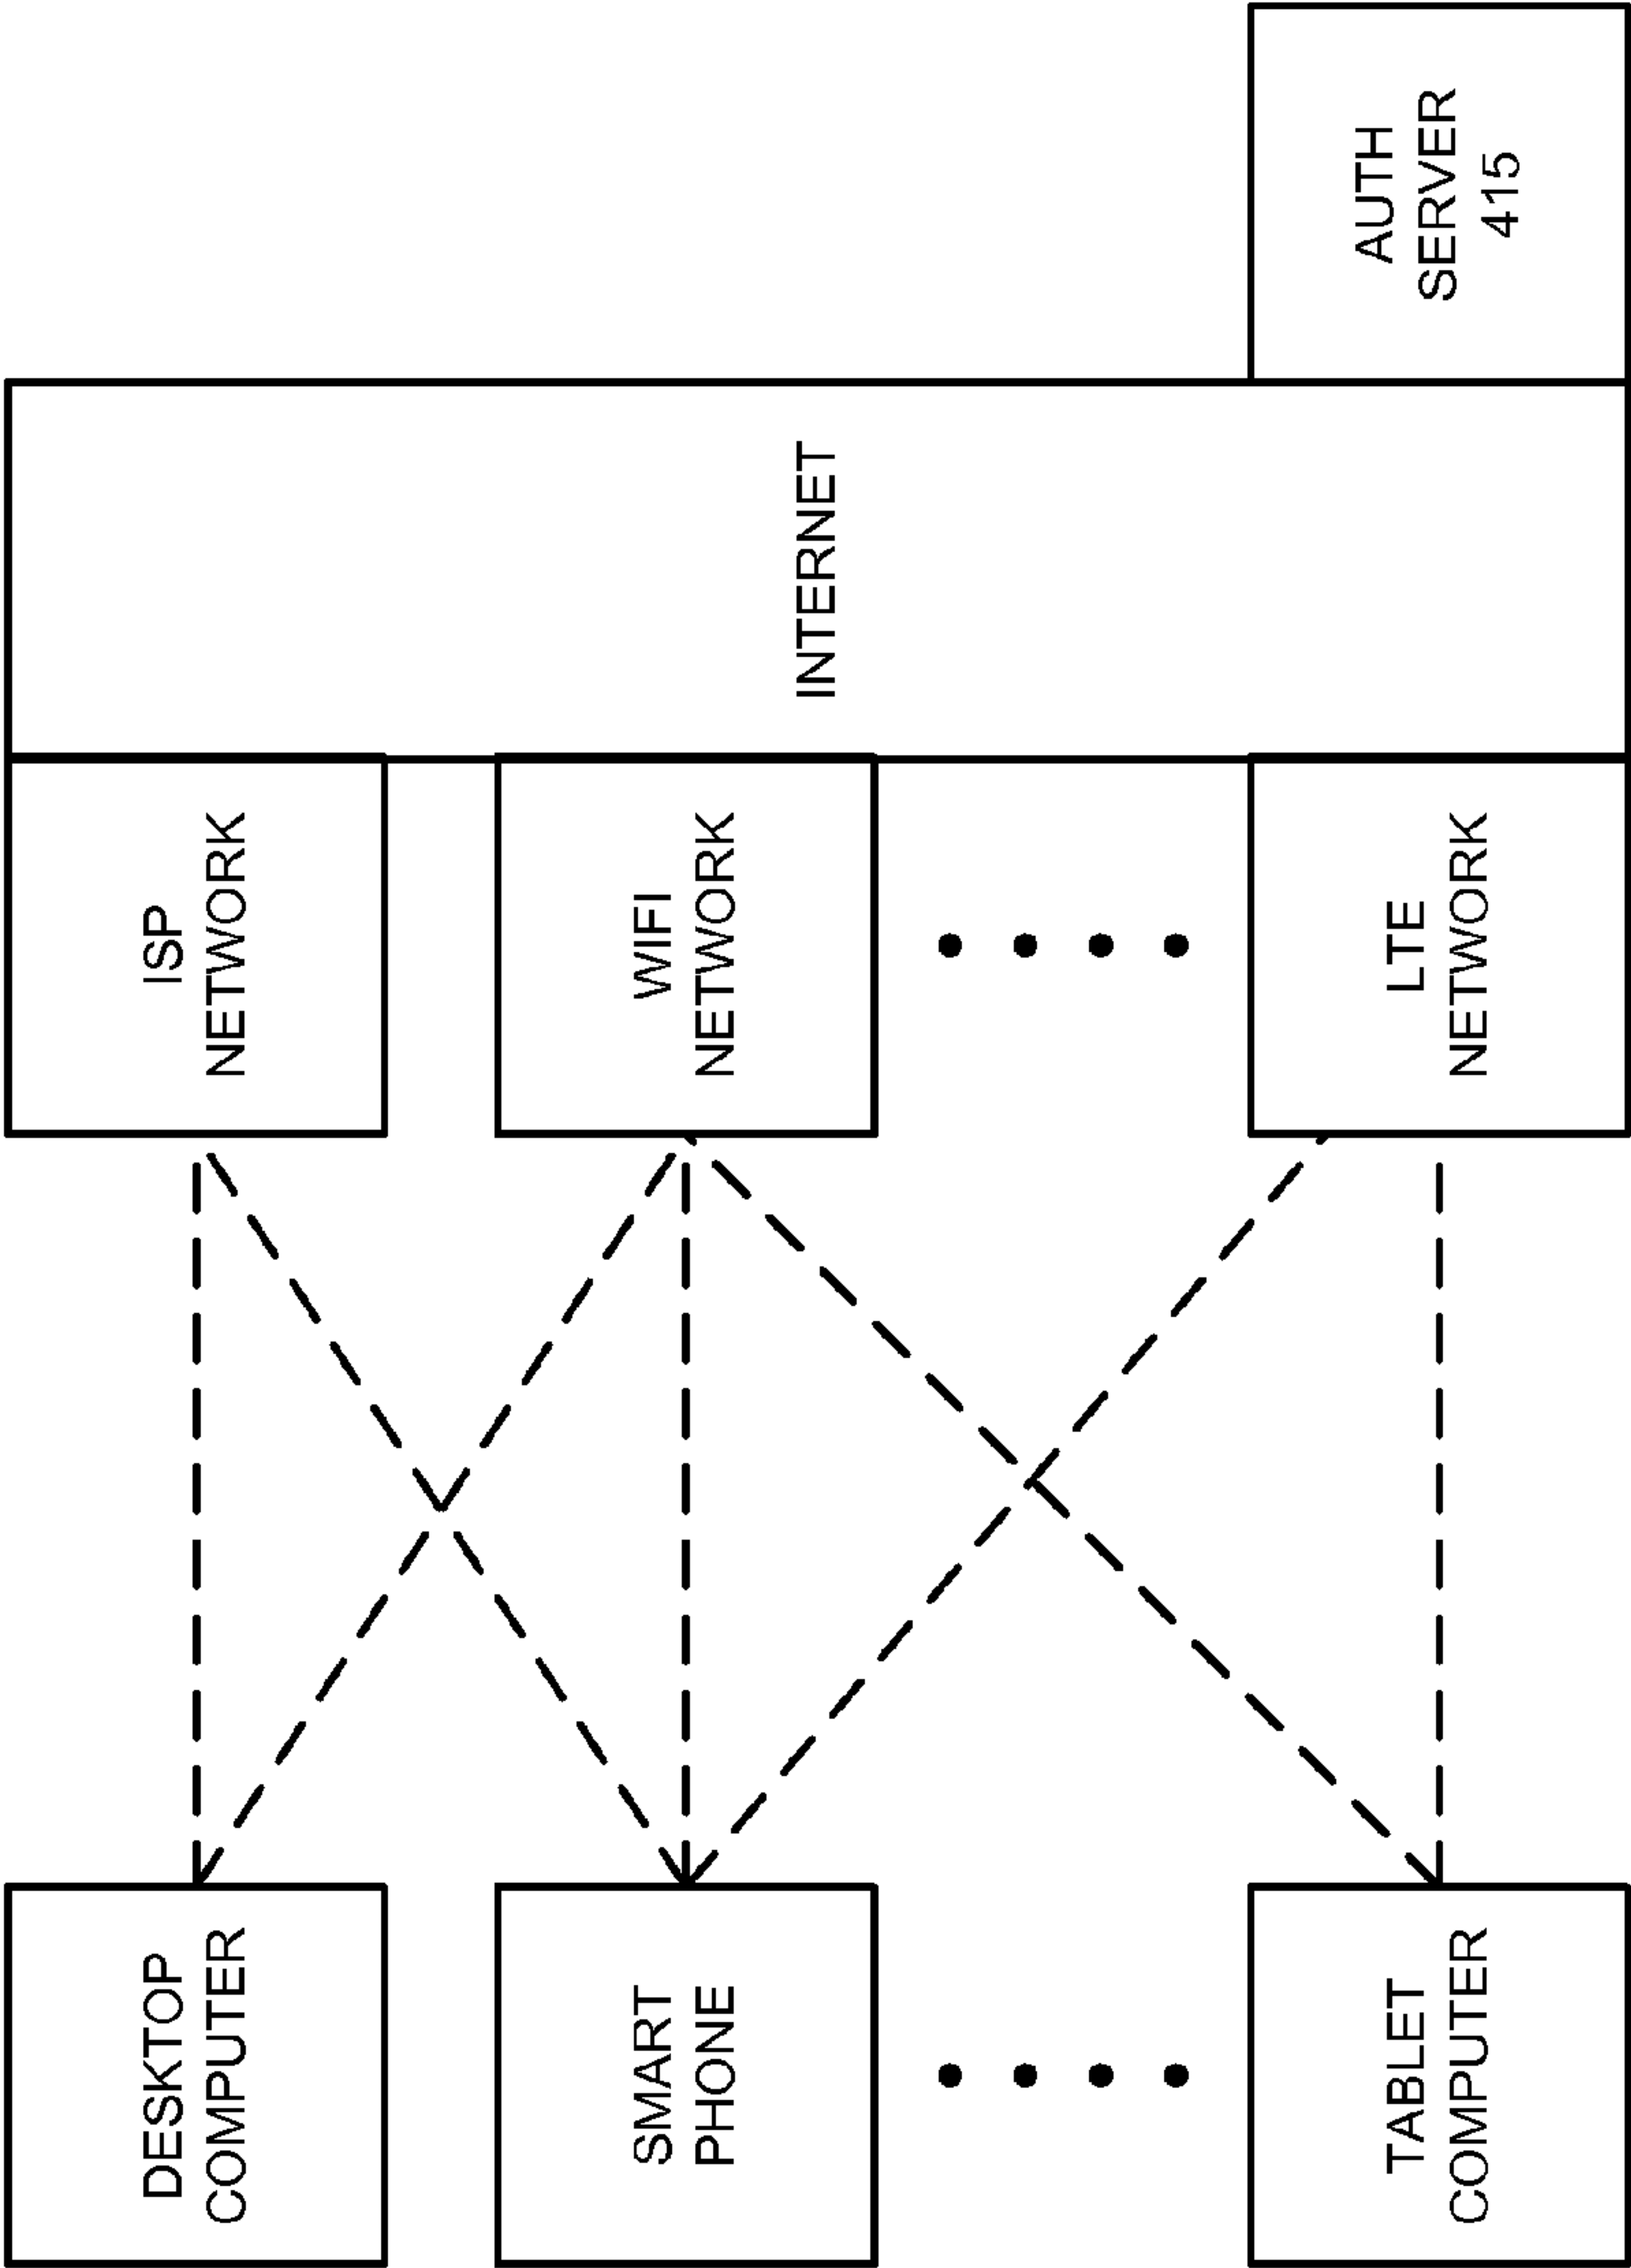 DESKTOP
COMPUTER
SMART
PHONE
TABLET
COMPUTER
ISP
NETWORK
WIFI
NETWORK
LTE
NETWORK
INTERNET
AUTH
SERVER
415